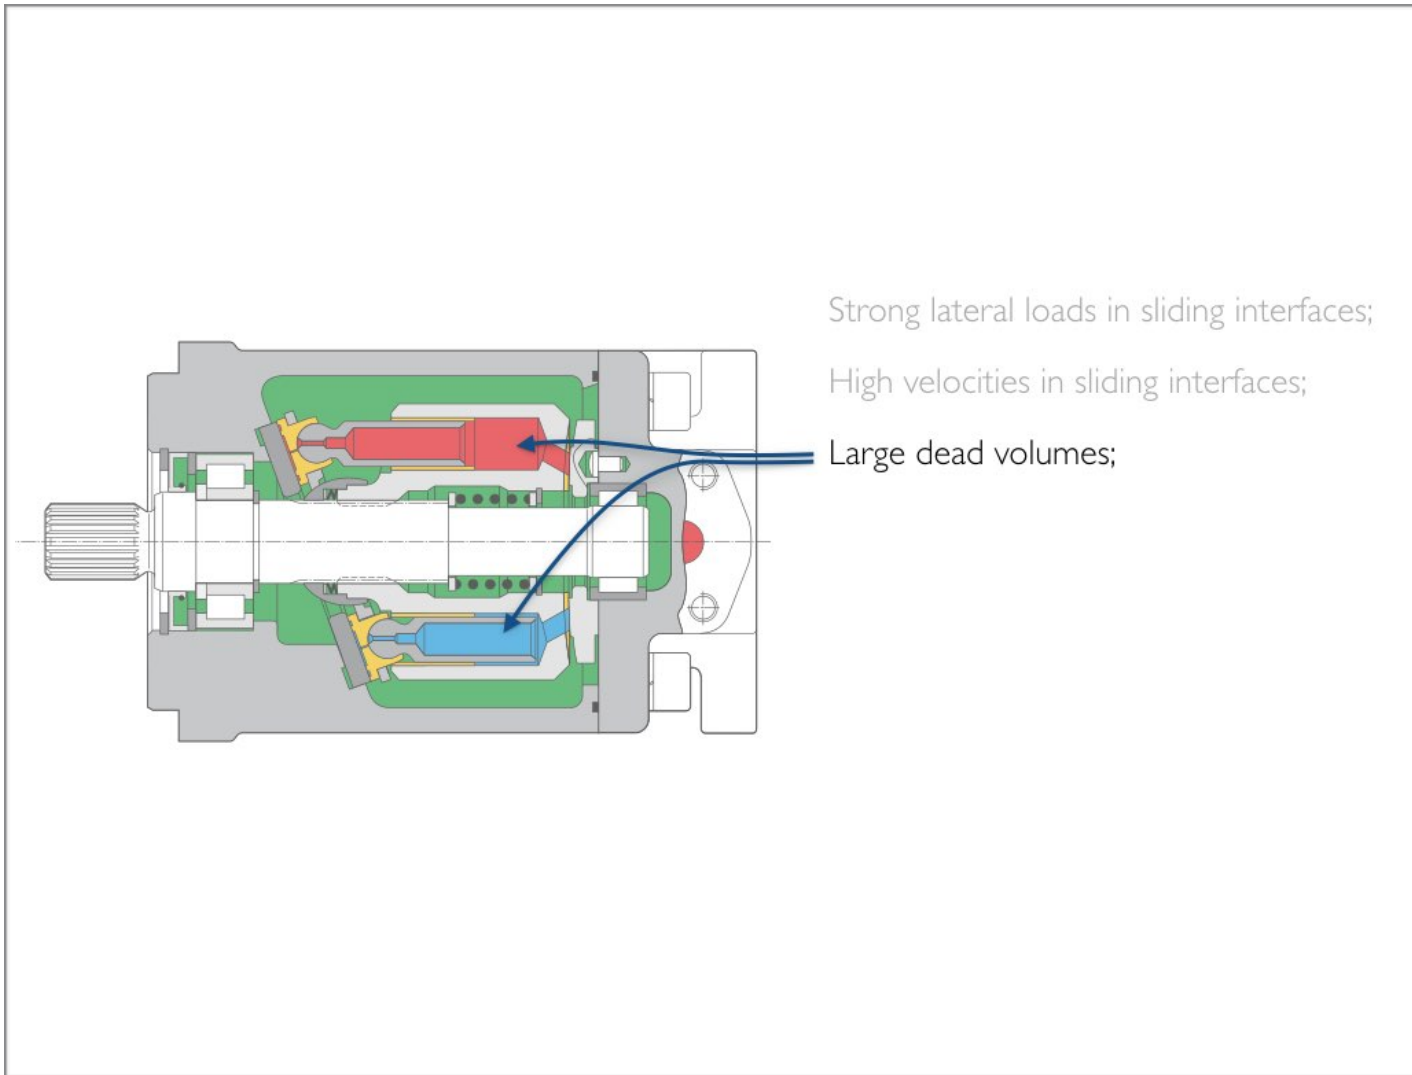 Strong lateral loads in sliding interfaces;
High velocities in sliding interfaces;
Large dead volumes;